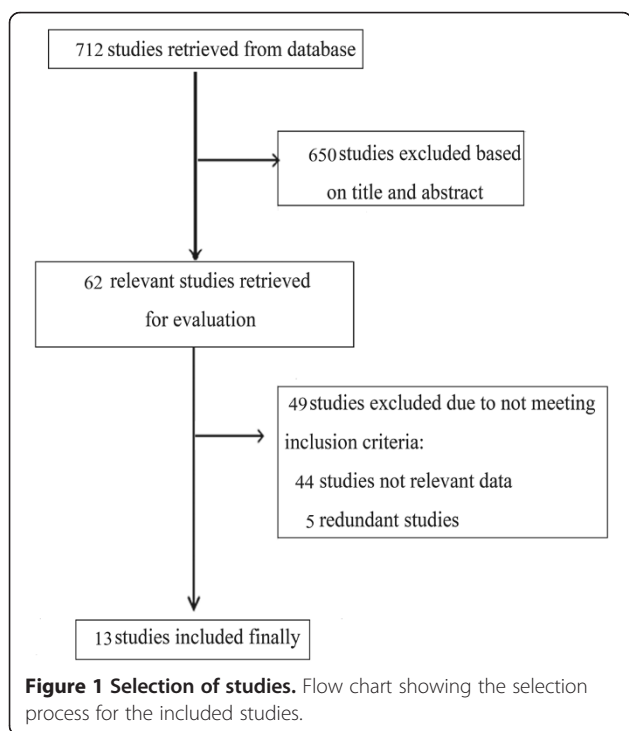 712 studies retrieved from database
650 studies excluded based
on title and abstract
62 relevant studies retrieved
for evaluation
49 studies excluded due to not meeting
inclusion criteria:
44 studies not relevant data
5 redundant studies
13 studies included finally
Figure 1 Selection of studies. Flow chart showing the selection
process for the included studies.